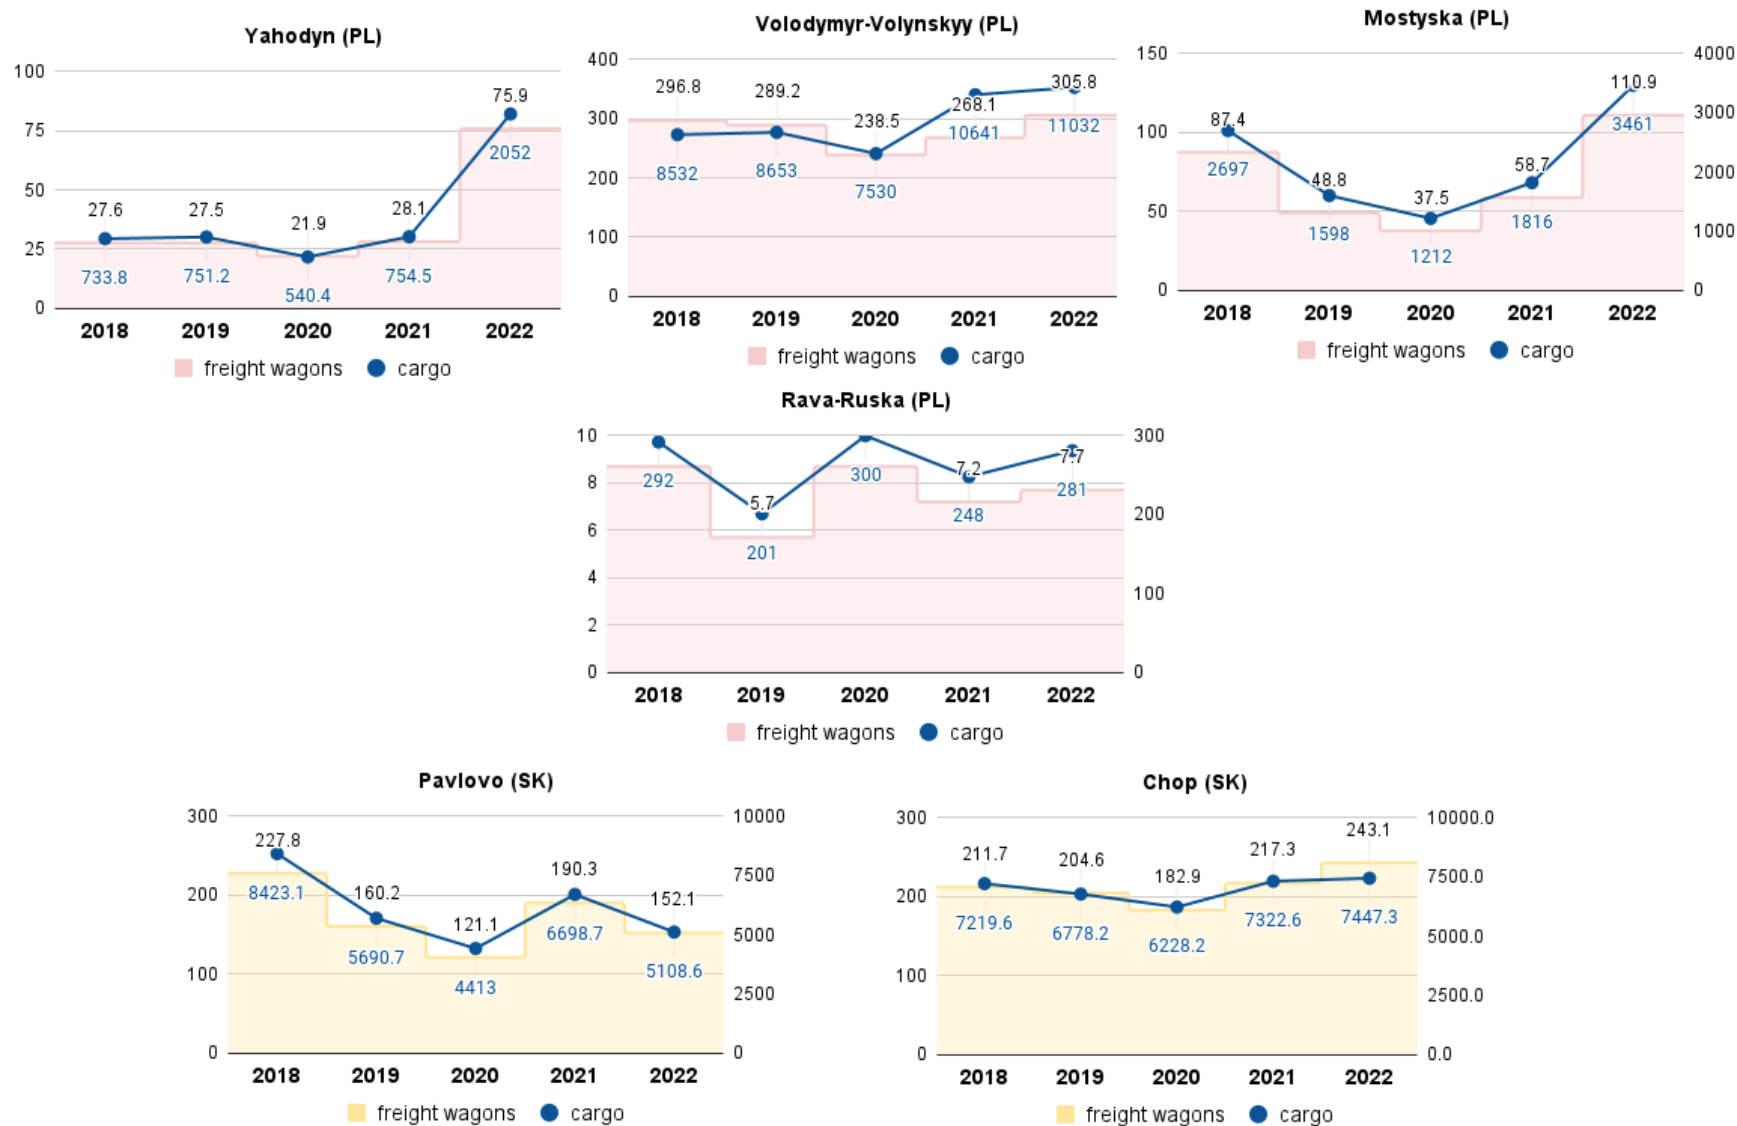 Yahodyn (PL)
100
75
50
25
0
27.6 27.5 21.9 28.1 75.9
733.8 751.2 540.4 754.5 2052
2018 2019 2020 2021 2022
freight wagons cargo
Volodymyr-Volynskyy (PL)
400
300
200
100
0
296.8 289.2 238.5 268.1 305.8
8532 8653 7530 10641 11032
2018 2019 2020 2021 2022
freight wagons cargo
Mostyska (PL)
150
100
50
0
87.4 48.8 37.5 58.7 110.9
2697 1598 1212 1816 3461
4000
3000
2000
1000
0
2018 2019 2020 2021 2022
freight wagons cargo
Rava-Ruska (PL)
10
8
6
4
2
0
5.7 7.2 7.7
292 201 300 248 281
300
200
100
0
2018 2019 2020 2021 2022
freight wagons cargo
Pavlovo (SK)
300
200
100
0
227.8 160.2 121.1 190.3 152.1
8423.1 5690.7 4413 6698.7 5108.6
10000
7500
5000
2500
0
2018 2019 2020 2021 2022
freight wagons cargo
Chop (SK)
300
200
100
0
211.7 204.6 182.9 217.3 243.1
7219.6 6778.2 6228.2 7322.6 7447.3
10000.0
7500.0
5000.0
2500.0
0.0
2018 2019 2020 2021 2022
freight wagons cargo